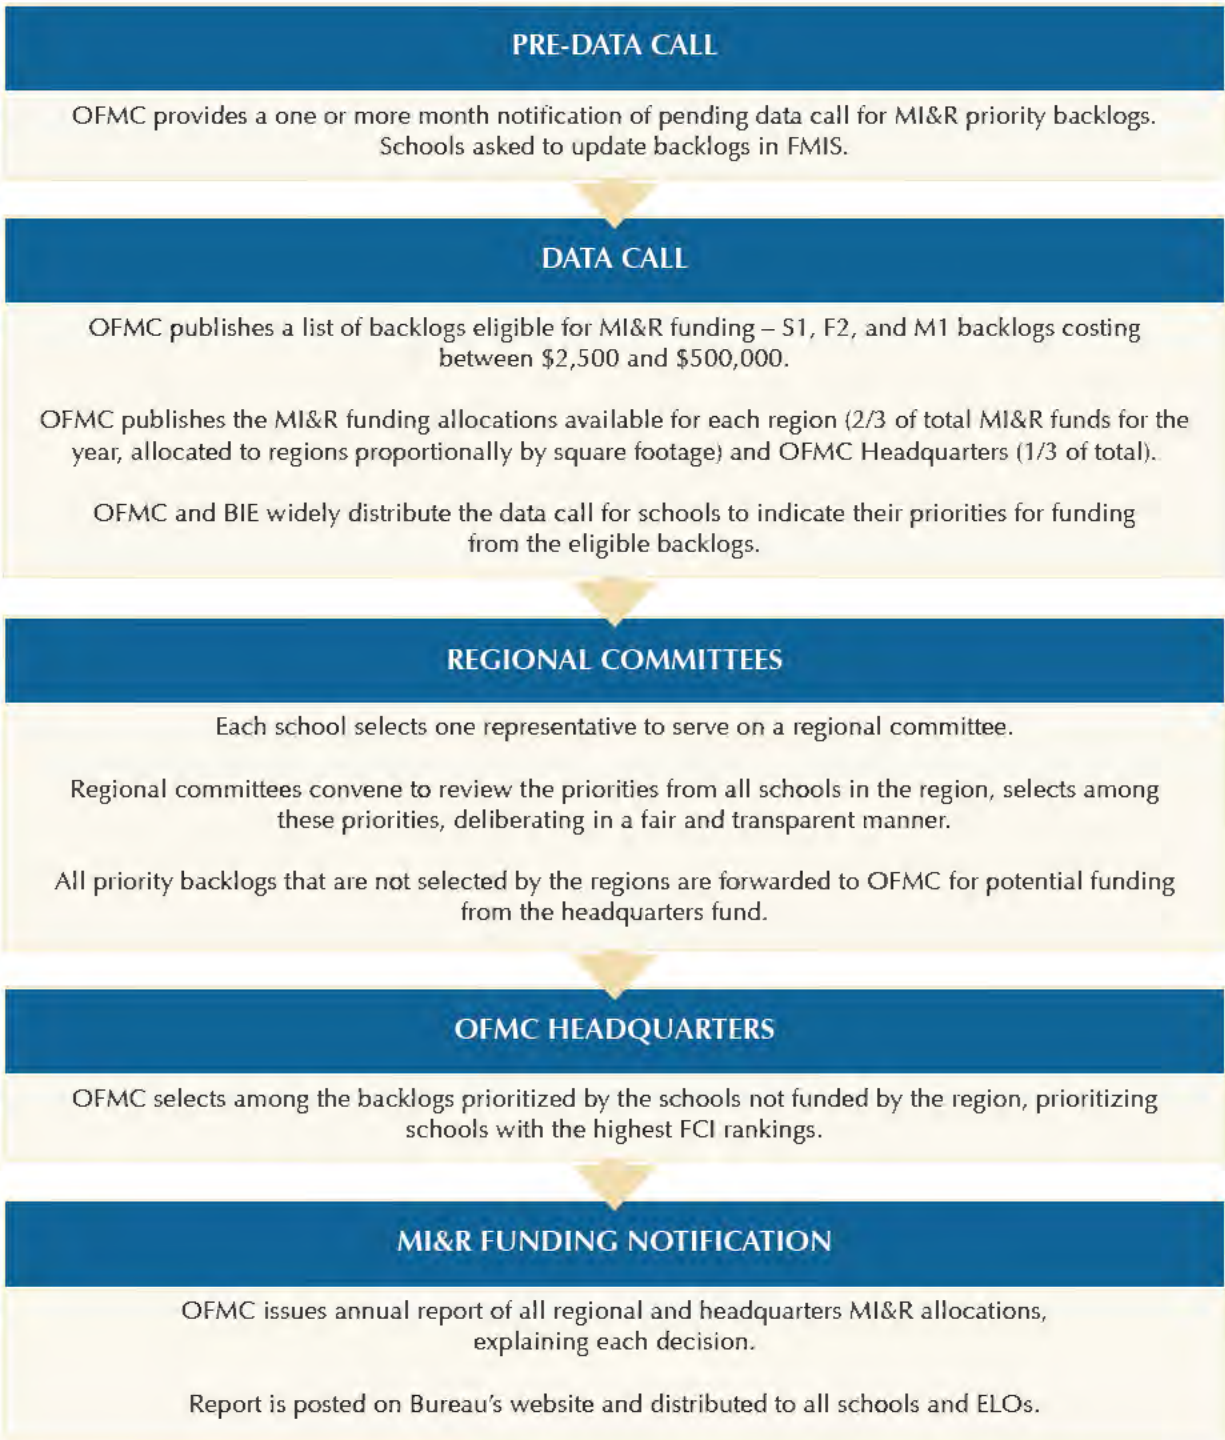 PRE-DATA CALL
OFMC provides a one or more month notification of pending data call for MI&R priority backlogs.
Schools asked to update backlogs in FMIS.
DATA CALL
OFMC publishes a list of backlogs eligible for MI&R funding – S1, F2, and M1 backlogs costing
between $2,500 and $500,000.
OFMC publishes the MI&R funding allocations available for each region (2/3 of total MI&R funds for the
year, allocated to regions proportionally by square footage) and OFMC Headquarters (1/3 of total).
OFMC and BIE widely distribute the data call for schools to indicate their priorities for funding
from the eligible backlogs.
REGIONAL COMMITTEES
Each school selects one representative to serve on a regional committee.
Regional committees convene to review the priorities from all schools in the region, selects among
these priorities, deliberating in a fair and transparent manner.
All priority backlogs that are not selected by the regions are forwarded to OFMC for potential funding
from the headquarters fund.
OFMC HEADQUARTERS
OFMC selects among the backlogs prioritized by the schools not funded by the region, prioritizing
schools with the highest FCI rankings.
MI&R FUNDING NOTIFICATION
OFMC issues annual report of all regional and headquarters MI&R allocations,
explaining each decision.
Report is posted on Bureau's website and distributed to all schools and ELOs.